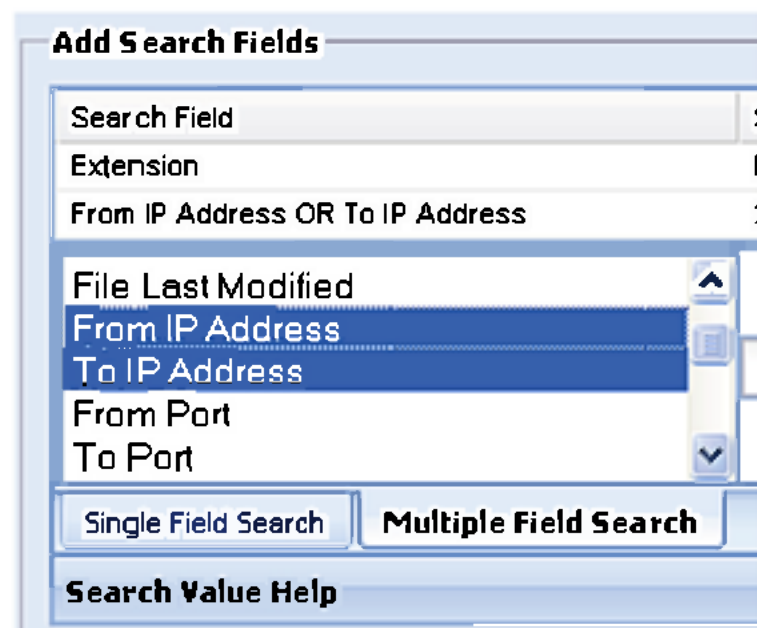 Add Search Fields
Search Field
Extension
From IP Address OR To IP Address
File Last Modified
From IP Address
To IP Address
From Port
To Port
Single Field Search Multiple Field Search
Search Value Help